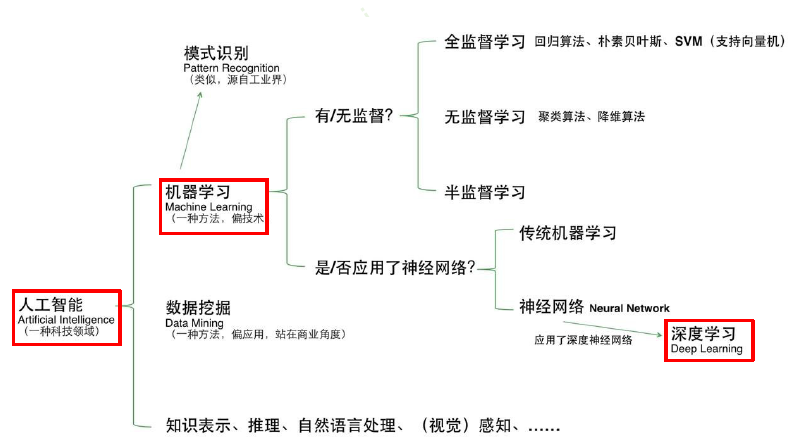 模式识别
Pattern Recognition
（类似，源自工业界）
全监督学习 回归算法、朴素贝叶斯、SVM（支持向量机）
有/无监督?
无监督学习 聚类算法、降维算法
半监督学习
机器学习
Machine Learning
（一种方法，偏技术
传统机器学习
是/否应用了神经网络?
神经网络 Neural Network
应用了深度神经网络
深度学习
Deep Learning
人工智能
Artificial Intelligence
（一种科技领域）
数据挖掘
Data Mining
（一种方法，偏应用，站在商业角度）
知识表示、推理、自然语言处理、（视觉）感知、……